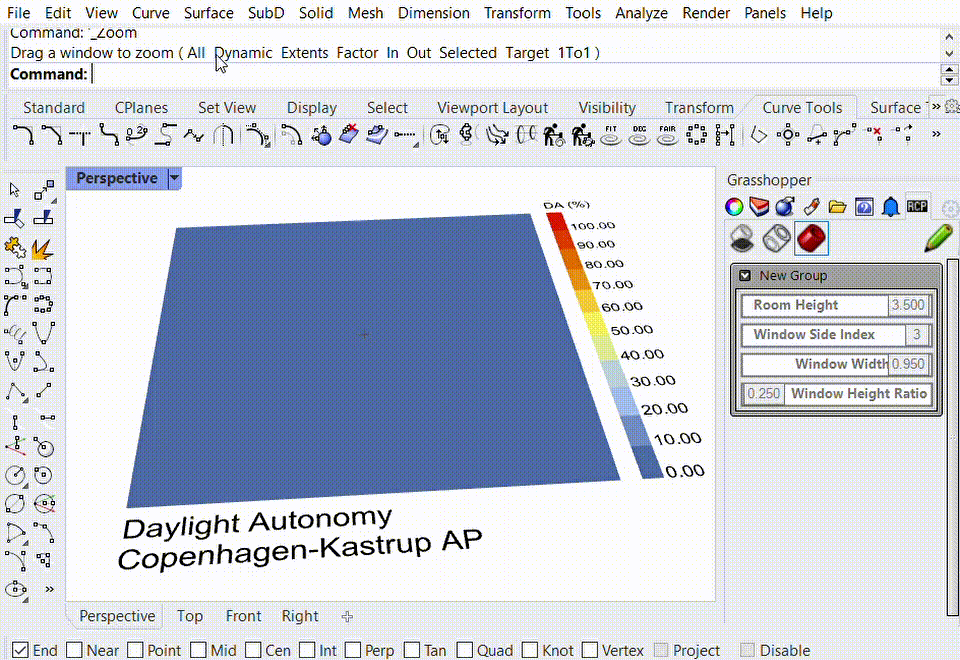 File Edit View Curve Surface SubD Solid Mesh Dimension Transform Tools Analyze Render Panels Help
Command: '_Zoom
Drag a window to zoom ( All Dynamic Extents Factor In Out Selected Target 1To1 )
Command:
Standard CPlanes Set View Display Select Viewport Layout Visibility Transform Curve Tools Surface
FIT DEG FAIR
Perspective
Grasshopper
RCP
DA (%)
100.00
90.00
80.00
70.00
60.00
50.00
40.00
30.00
20.00
10.00
0.00
New Group
Room Height 3.500
Window Side Index 3
Window Width 0.950
0.250 Window Height Ratio
Daylight Autonomy
Copenhagen-Kastrup AP
Perspective Top Front Right
End Near Point Mid Cen Int Perp Tan Quad Knot Vertex Project Disable